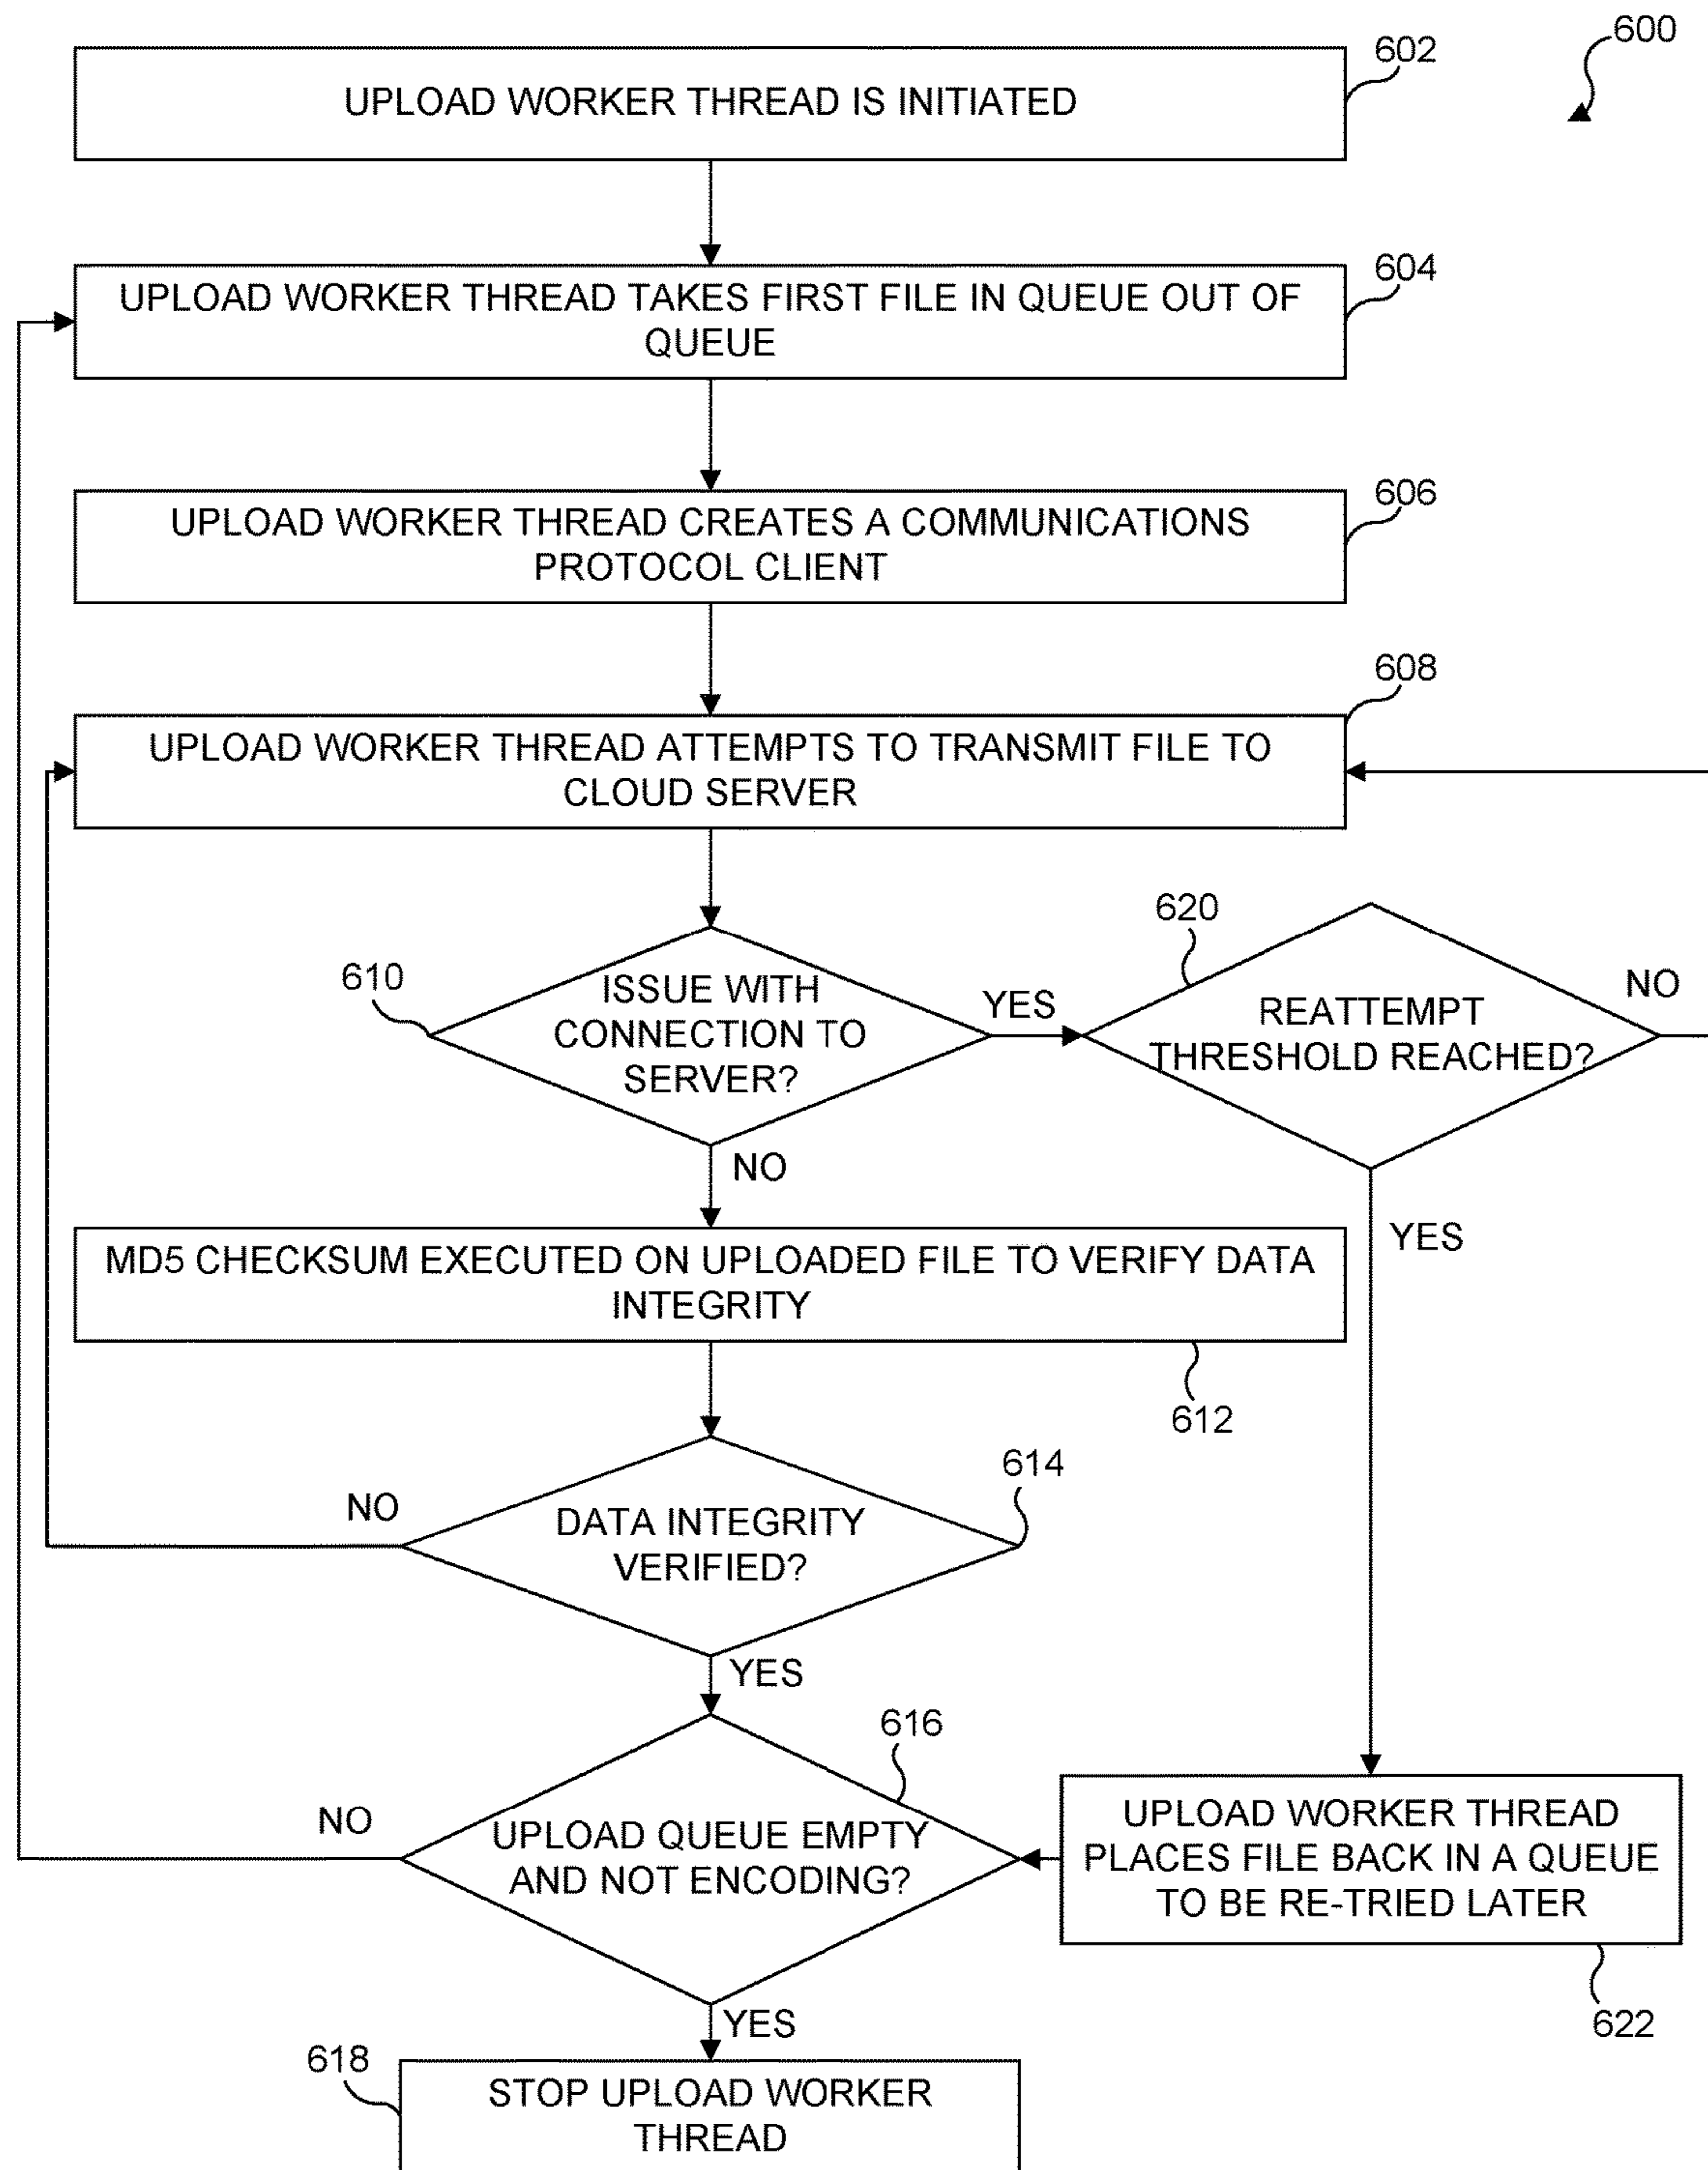 600
602
UPLOAD WORKER THREAD IS INITIATED
604
UPLOAD WORKER THREAD TAKES FIRST FILE IN QUEUE OUT OF
QUEUE
606
UPLOAD WORKER THREAD CREATES A COMMUNICATIONS
PROTOCOL CLIENT
608
UPLOAD WORKER THREAD ATTEMPTS TO TRANSMIT FILE TO
CLOUD SERVER
610
ISSUE WITH
CONNECTION TO
SERVER?
YES
620
REATTEMPT
THRESHOLD REACHED?
NO
NO
YES
MD5 CHECKSUM EXECUTED ON UPLOADED FILE TO VERIFY DATA
INTEGRITY
612
614
NO
DATA INTEGRITY
VERIFIED?
YES
616
NO
UPLOAD QUEUE EMPTY
AND NOT ENCODING?
UPLOAD WORKER THREAD
PLACES FILE BACK IN A QUEUE
TO BE RE-TRIED LATER
622
YES
618
STOP UPLOAD WORKER
THREAD